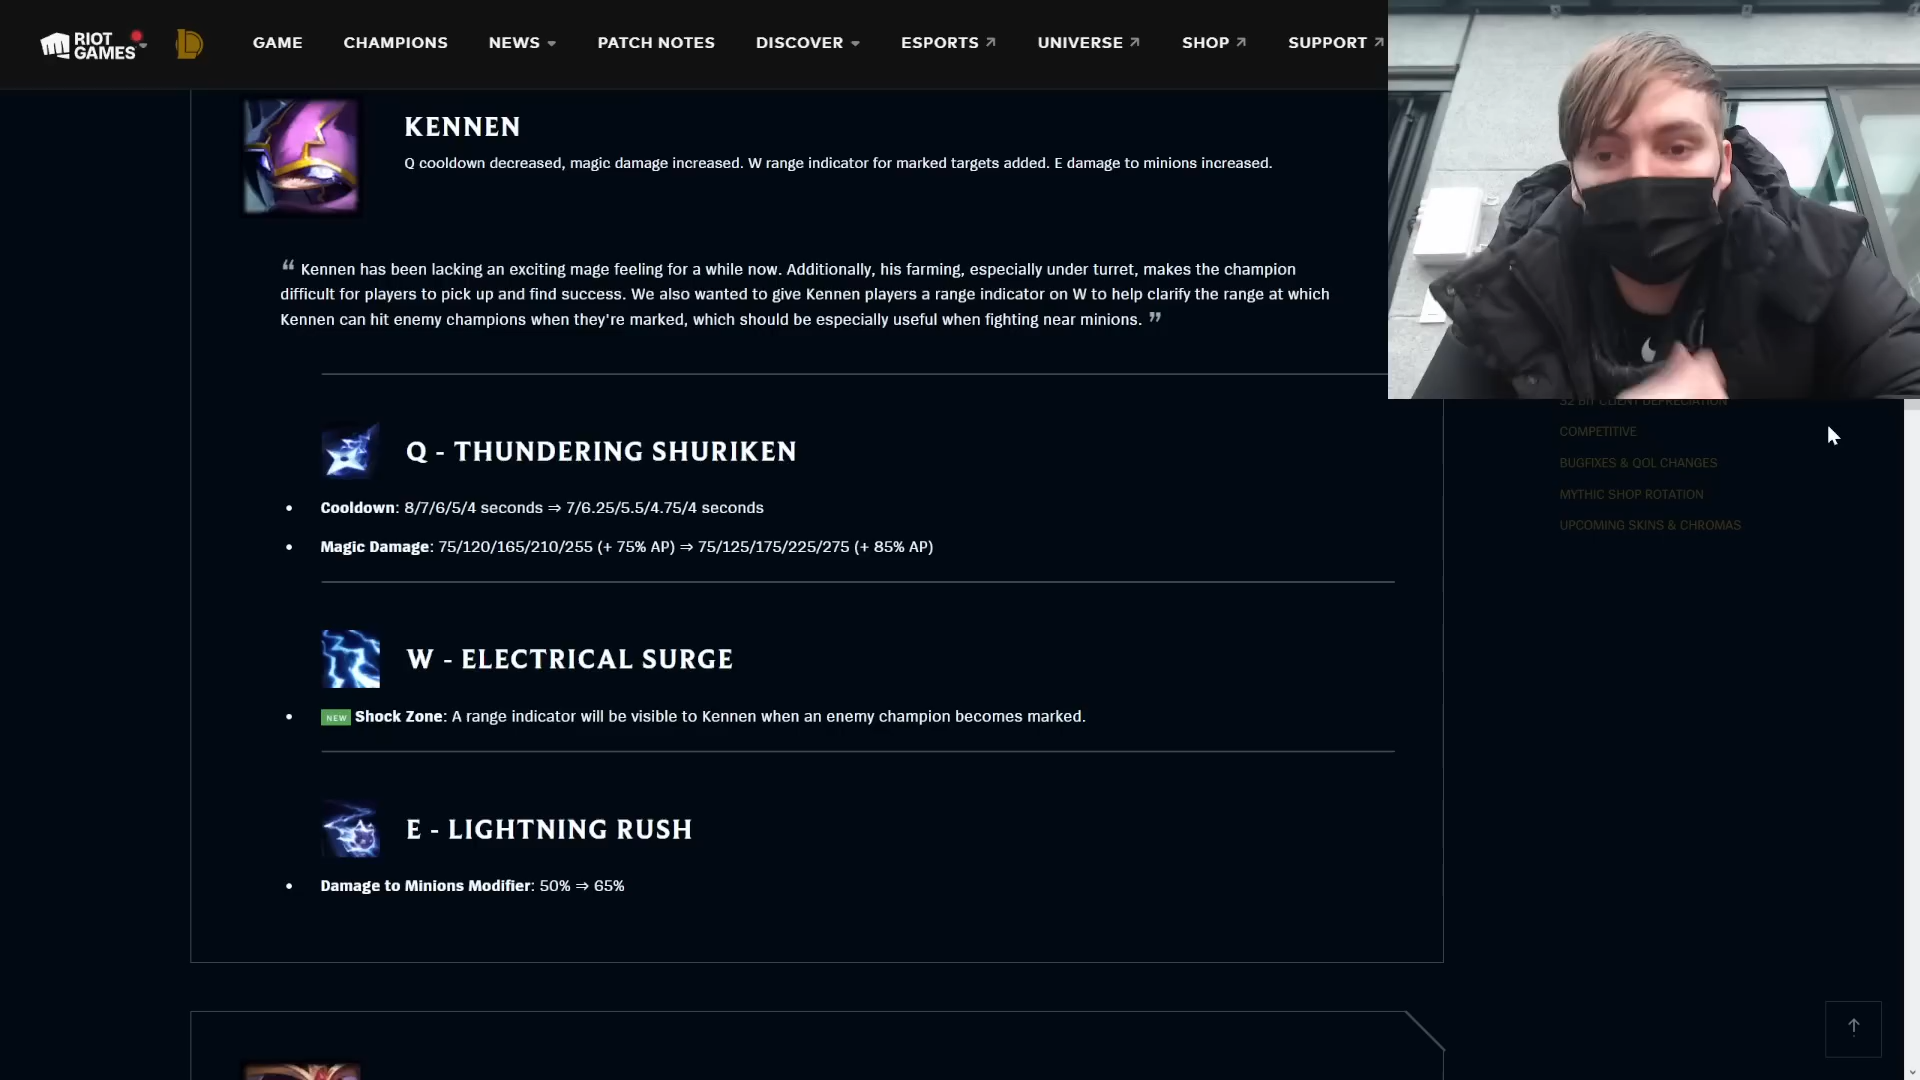 RIOT GAMES
GAME CHAMPIONS NEWS PATCH NOTES DISCOVER ESPORTS UNIVERSE SHOP SUPPORT
KENNEN
Q cooldown decreased, magic damage increased. W range indicator for marked targets added. E damage to minions increased.
“ Kennen has been lacking an exciting mage feeling for a while now. Additionally, his farming, especially under turret, makes the champion
difficult for players to pick up and find success. We also wanted to give Kennen players a range indicator on W to help clarify the range at which
Kennen can hit enemy champions when they're marked, which should be especially useful when fighting near minions. ”
Q - THUNDERING SHURIKEN
• Cooldown: 8/7/6/5/4 seconds ⇒ 7/6.25/5.5/4.75/4 seconds
• Magic Damage: 75/120/165/210/255 (+ 75% AP) ⇒ 75/125/175/225/275 (+ 85% AP)
W - ELECTRICAL SURGE
• NEW Shock Zone: A range indicator will be visible to Kennen when an enemy champion becomes marked.
E - LIGHTNING RUSH
• Damage to Minions Modifier: 50% ⇒ 65%
32 BIT CLIENT DEPRECIATION
COMPETITIVE
BUGFIXES & QOL CHANGES
MYTHIC SHOP ROTATION
UPCOMING SKINS & CHROMAS